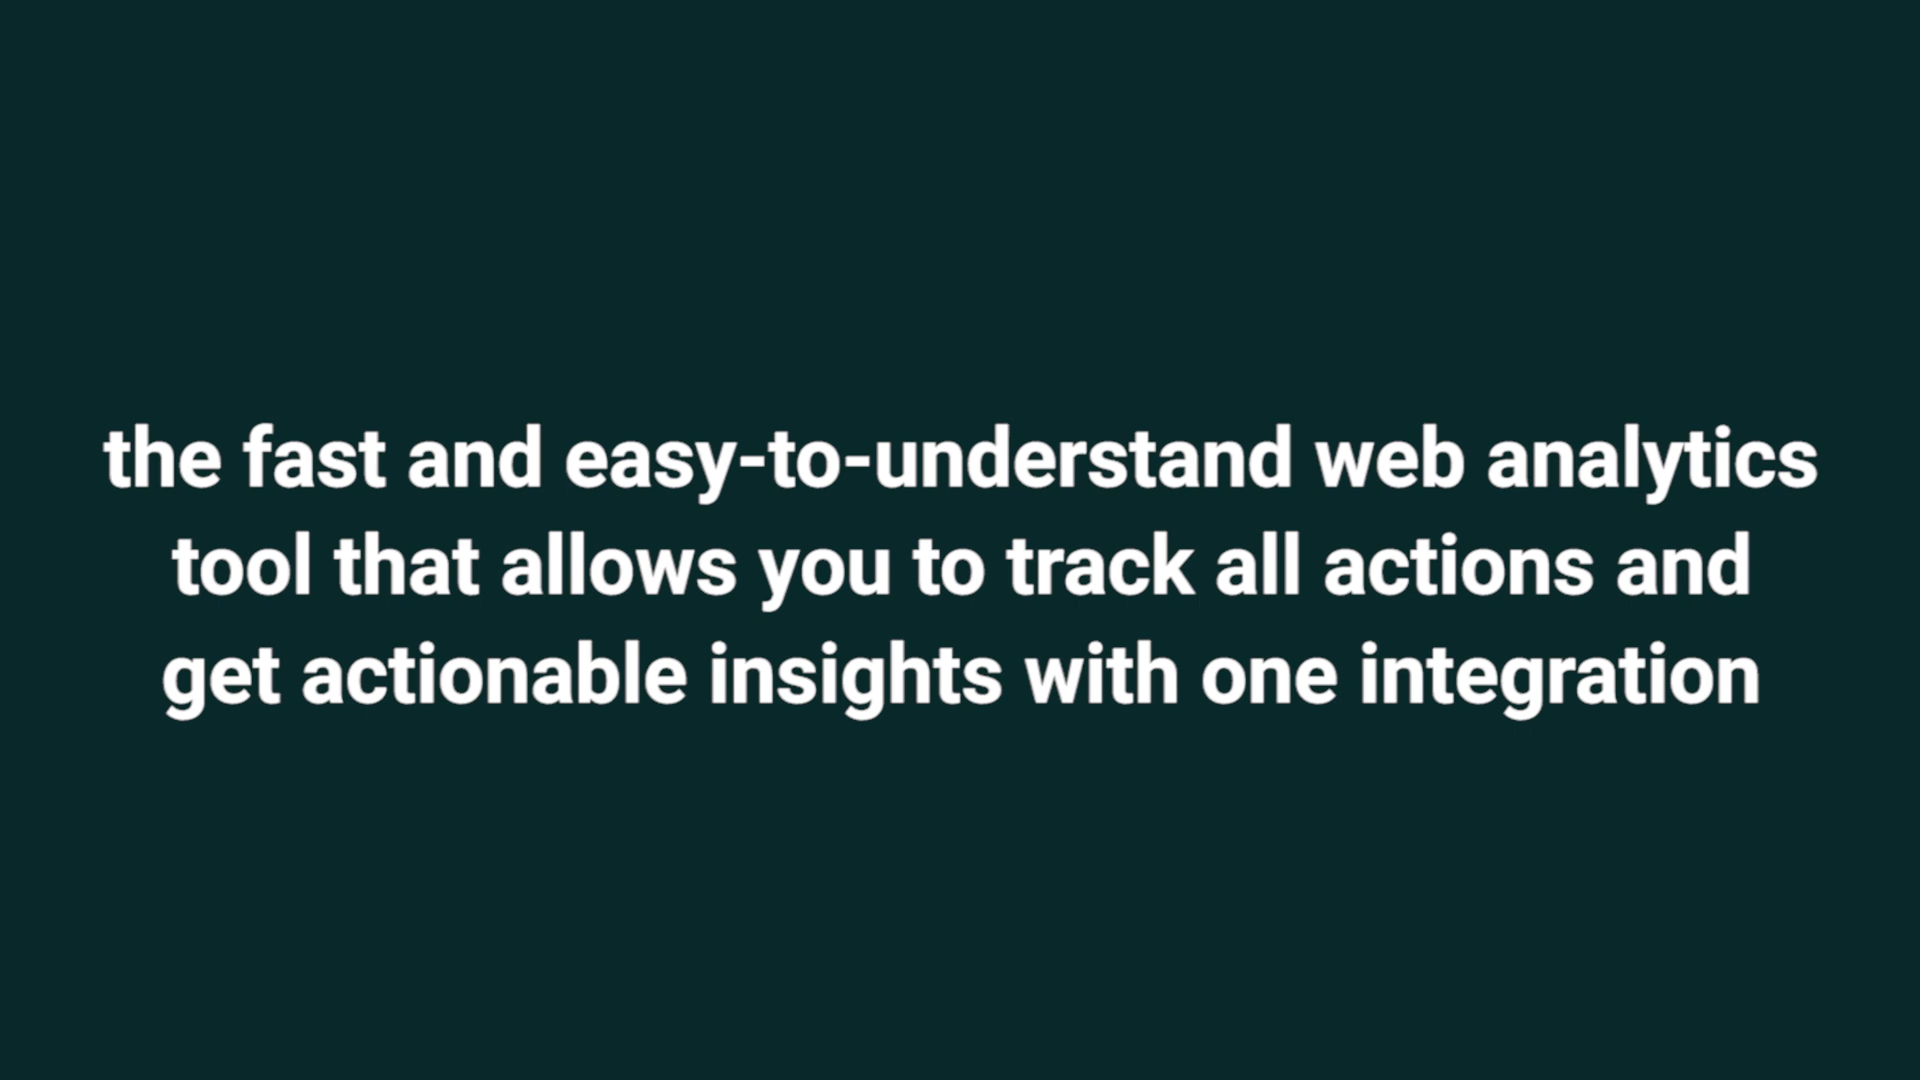 the fast and easy-to-understand web analytics
tool that allows you to track all actions and
get actionable insights with one integration